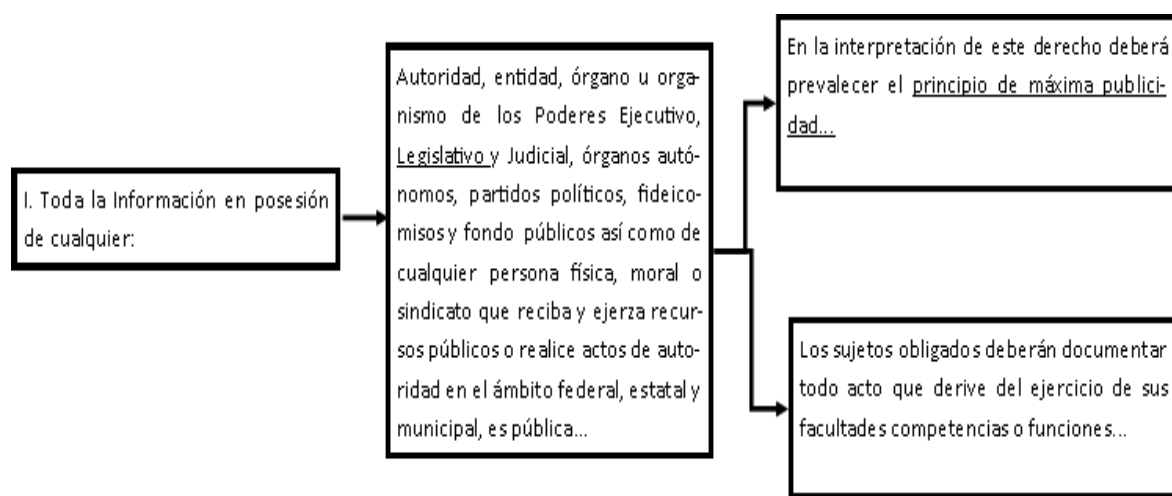 I. Toda la Información en posesión
de cualquier:
Autoridad, entidad, órgano u orga-
nismo de los Poderes Ejecutivo,
Legislativo y Judicial, órganos autó-
nomos, partidos políticos, fideico-
misos y fondo públicos así como de
cualquier persona física, moral o
sindicato que reciba y ejerza recur-
sos públicos o realice actos de auto-
ridad en el ámbito federal, estatal y
municipal, es pública...
En la interpretación de este derecho deberá
prevalecer el principio de máxima publici-
dad...
Los sujetos obligados deberán documentar
todo acto que derive del ejercicio de sus
facultades competencias o funciones...